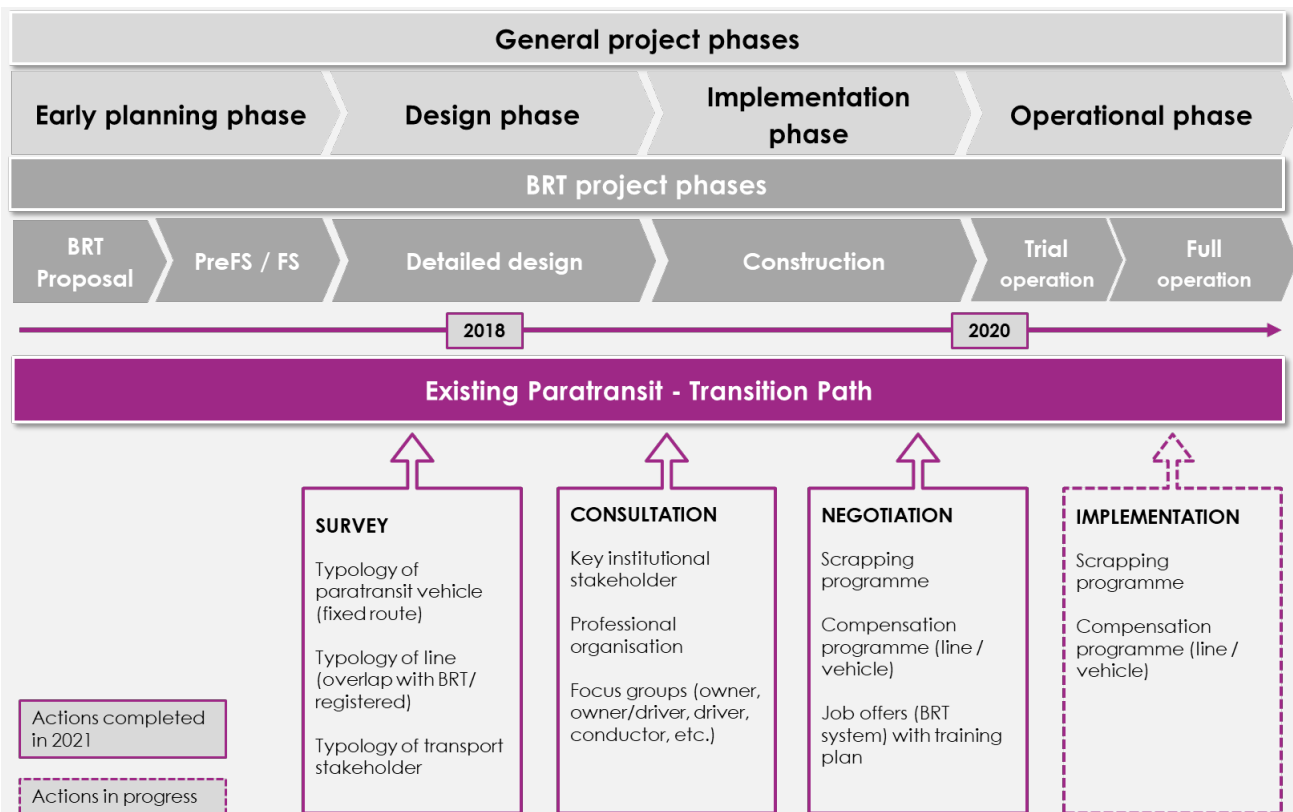 General project phases
Early planning phase
Design phase
Implementation
phase
Operational phase
BRT project phases
BRT
Proposal
PreFS / FS
Detailed design
Construction
Trial
operation
Full
operation
2018
2020
Existing Paratransit - Transition Path
SURVEY
Typology of
paratransit vehicle
(fixed route)
Typology of line
(overlap with BRT/
registered)
Typology of transport
stakeholder
CONSULTATION
Key institutional
stakeholder
Professional
organisation
Focus groups (owner,
owner/driver, driver,
conductor, etc.)
NEGOTIATION
Scrapping
programme
Compensation
programme (line /
vehicle)
Job offers (BRT
system) with training
plan
IMPLEMENTATION
Scrapping
programme
Compensation
programme (line /
vehicle)
Actions completed
in 2021
Actions in progress